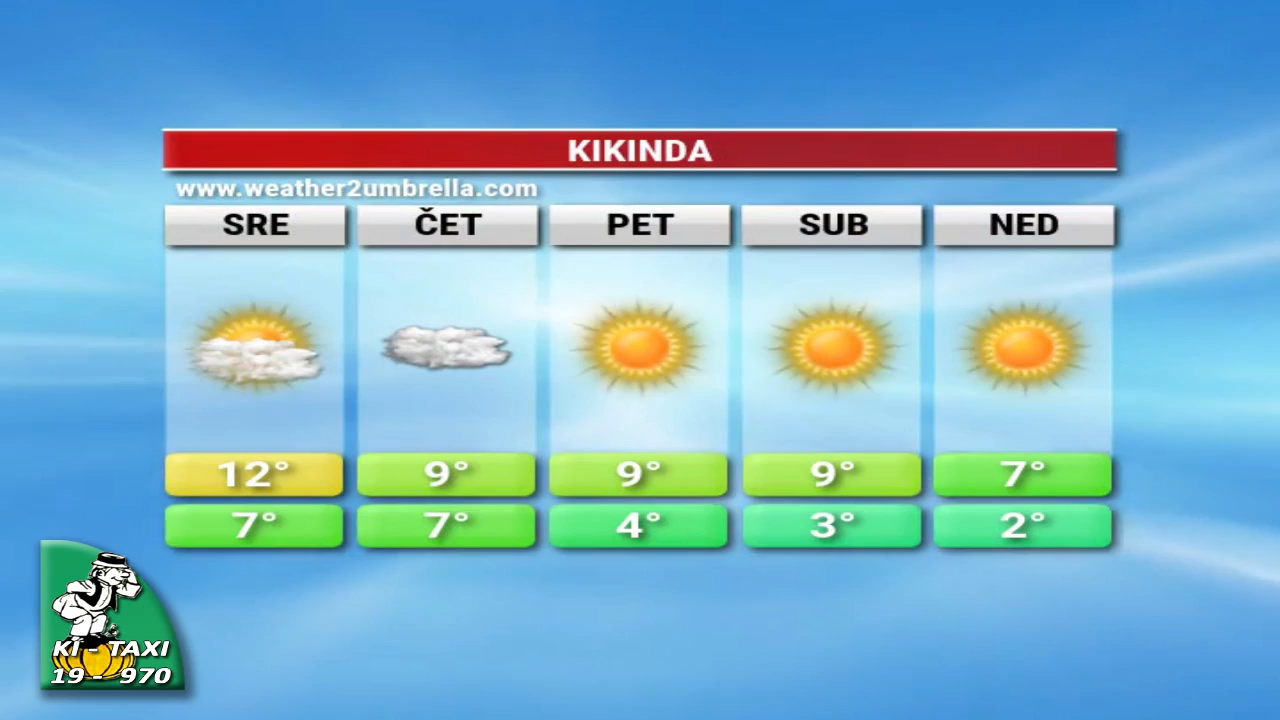 KIKINDA
www.weather2umbrella.com
SRE ČET PET SUB NED
12° 9° 9° 9° 7°
7° 7° 4° 3° 2°
KI - TAXI
19 - 970